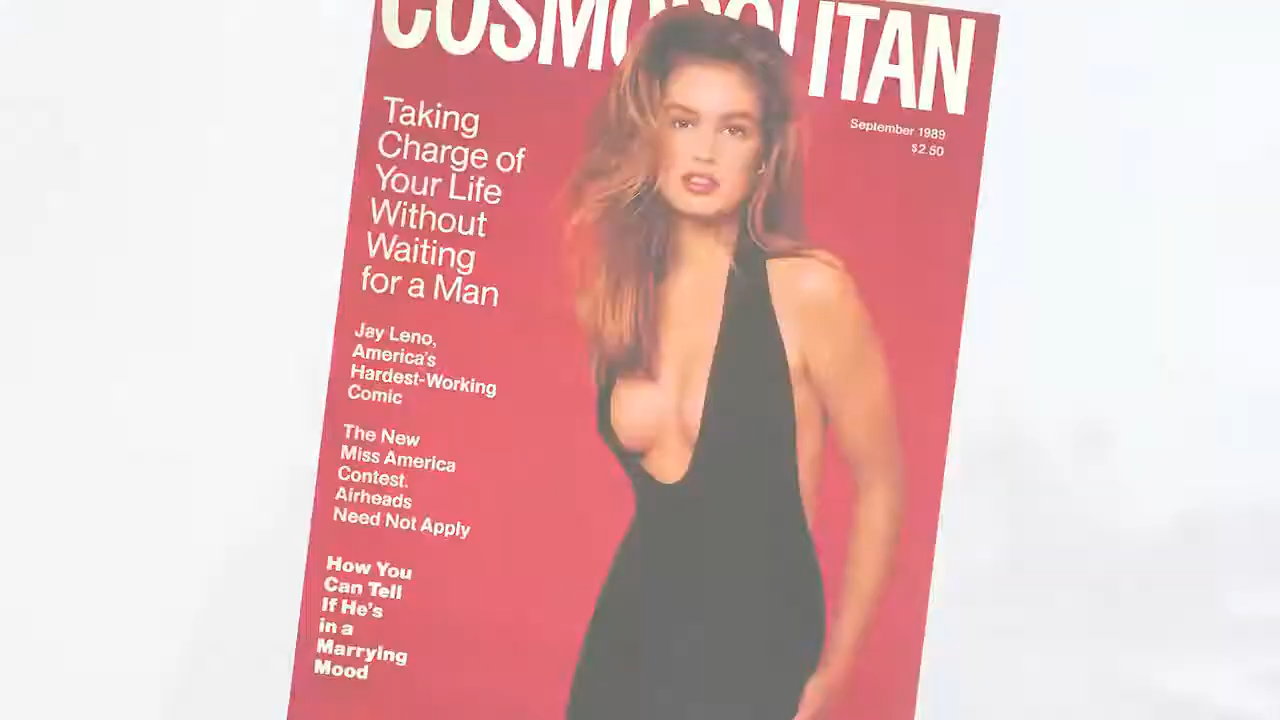 COSMOPOLITAN
September 1989
$2.50
Taking
Charge of
Your Life
Without
Waiting
for a Man
Jay Leno,
America's
Hardest-Working
Comic
The New
Miss America
Contest.
Airheads
Need Not Apply
How You
Can Tell
If He's
in a
Marrying
Mood